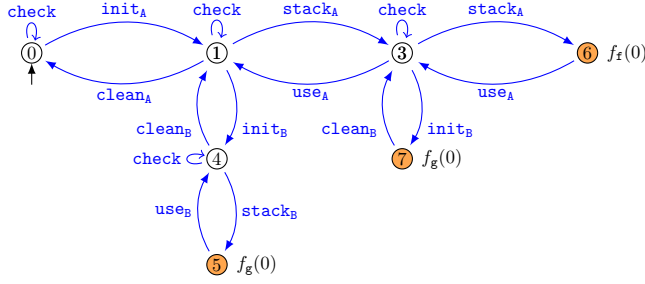 check check stack_A check stack_A
init_A
0 1 3 6 f_f(0)
clean_A use_A use_A
clean_B init_B clean_B init_B
check 4 7 f_g(0)
use_B stack_B
5 f_g(0)